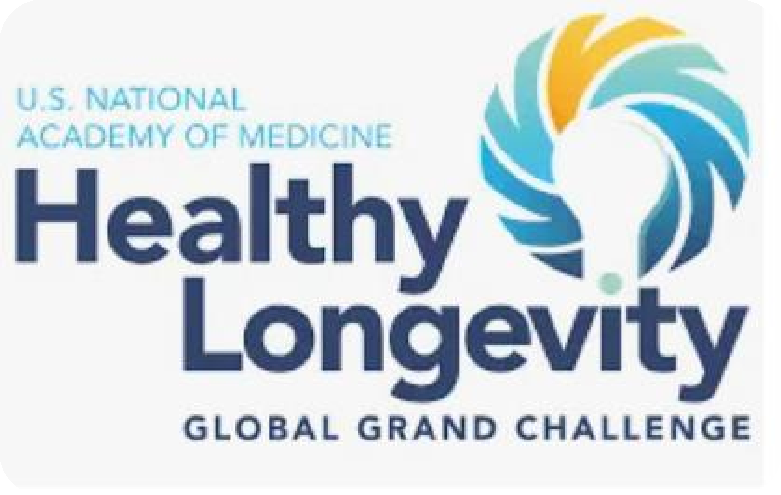 U.S. NATIONAL
ACADEMY OF MEDICINE
Healthy
Longevity
GLOBAL GRAND CHALLENGE